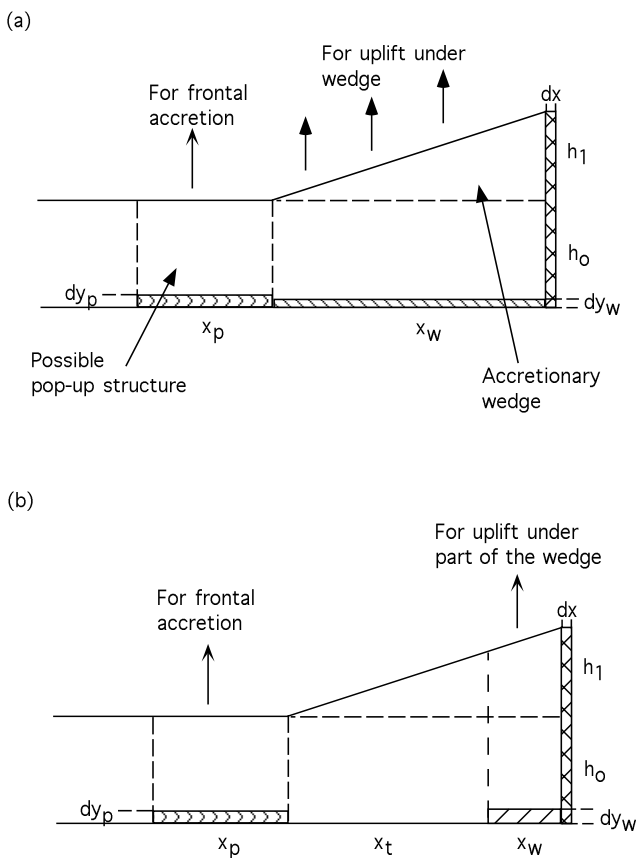 (a)
For uplift under
wedge
For frontal
accretion
dx
h1
ho
dyp
dyw
xp
xw
Possible
pop-up structure
Accretionary
wedge
(b)
For uplift under
part of the wedge
For frontal
accretion
dx
h1
ho
dyp
dyw
xp
xt
xw